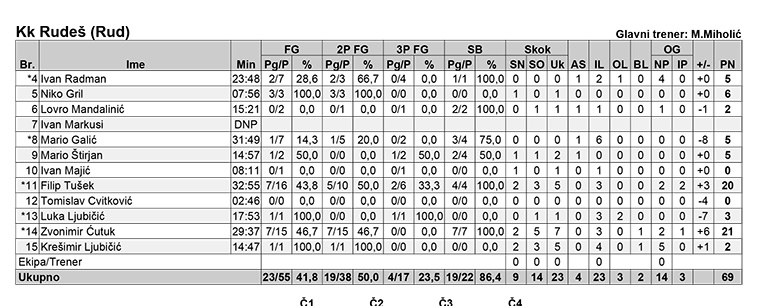 Kk Rudeš (Rud) Glavni trener: M.Miholić
FG 2P FG 3P FG SB Skok OG
Br. Ime Min Pg/P % Pg/P % Pg/P % Pg/P % SN SO Uk AS IL OL BL NP IP +/- PN
*4 Ivan Radman 23:48 2/7 28,6 2/3 66,7 0/4 0,0 1/1 100,0 0 0 0 1 2 1 0 4 0 +0 5
5 Niko Gril 07:56 3/3 100,0 3/3 100,0 0/0 0,0 0/0 0,0 1 0 1 0 1 0 0 0 0 +0 6
6 Lovro Mandalinić 15:21 0/2 0,0 0/1 0,0 0/1 0,0 2/2 100,0 0 1 1 1 1 0 0 1 0 -1 2
7 Ivan Markusi DNP
*8 Mario Galić 31:49 1/7 14,3 1/5 20,0 0/2 0,0 3/4 75,0 0 0 0 1 6 0 0 0 0 -8 5
9 Mario Štirjan 14:57 1/2 50,0 0/0 0,0 1/2 50,0 2/4 50,0 1 1 2 1 0 0 0 0 0 +0 5
10 Ivan Majić 08:11 0/1 0,0 0/1 0,0 0/0 0,0 0/0 0,0 0 0 0 0 3 0 0 1 0 +0 0
*11 Filip Tušek 32:55 7/16 43,8 5/10 50,0 2/6 33,3 4/4 100,0 2 3 5 0 3 0 0 2 2 +3 20
12 Tomislav Cvitković 02:46 0/0 0,0 0/0 0,0 0/0 0,0 0/0 0,0 0 0 0 0 0 0 0 0 0 -4 0
*13 Luka Ljubičić 17:53 1/1 100,0 0/0 0,0 1/1 100,0 0/0 0,0 0 1 1 0 3 2 0 0 0 -7 3
*14 Zvonimir Ćutuk 29:37 7/15 46,7 7/15 46,7 0/0 0,0 7/7 100,0 2 5 7 0 3 0 1 2 1 +6 21
15 Krešimir Ljubičić 14:47 1/1 100,0 1/1 100,0 0/0 0,0 0/0 0,0 2 3 5 0 4 0 1 5 0 +1 2
Ekipa/Trener 0 0 0 0 0
Ukupno 23/55 41,8 19/38 50,0 4/17 23,5 19/22 86,4 9 14 23 4 23 3 2 14 3 69
Č1 Č2 Č3 Č4